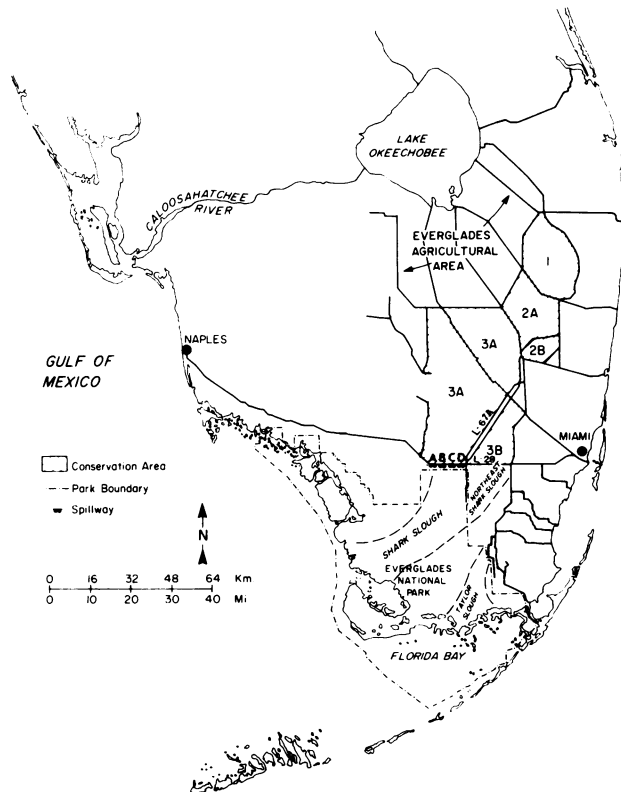 LAKE
OKEECHOBEE
CALOOSAHATCHEE
RIVER
EVERGLADES
AGRICULTURAL
AREA
1
2A
2B
3A
3A
NAPLES
GULF OF
MEXICO
L-67A
MIAMI
A B C D
3B
L 29
Conservation Area
Park Boundary
Spillway
NORTHEAST
SHARK SLOUGH
SHARK SLOUGH
N
EVERGLADES
NATIONAL
PARK
0 16 32 48 64 Km
0 10 20 30 40 Mi
TAYLOR
SLOUGH
FLORIDA BAY